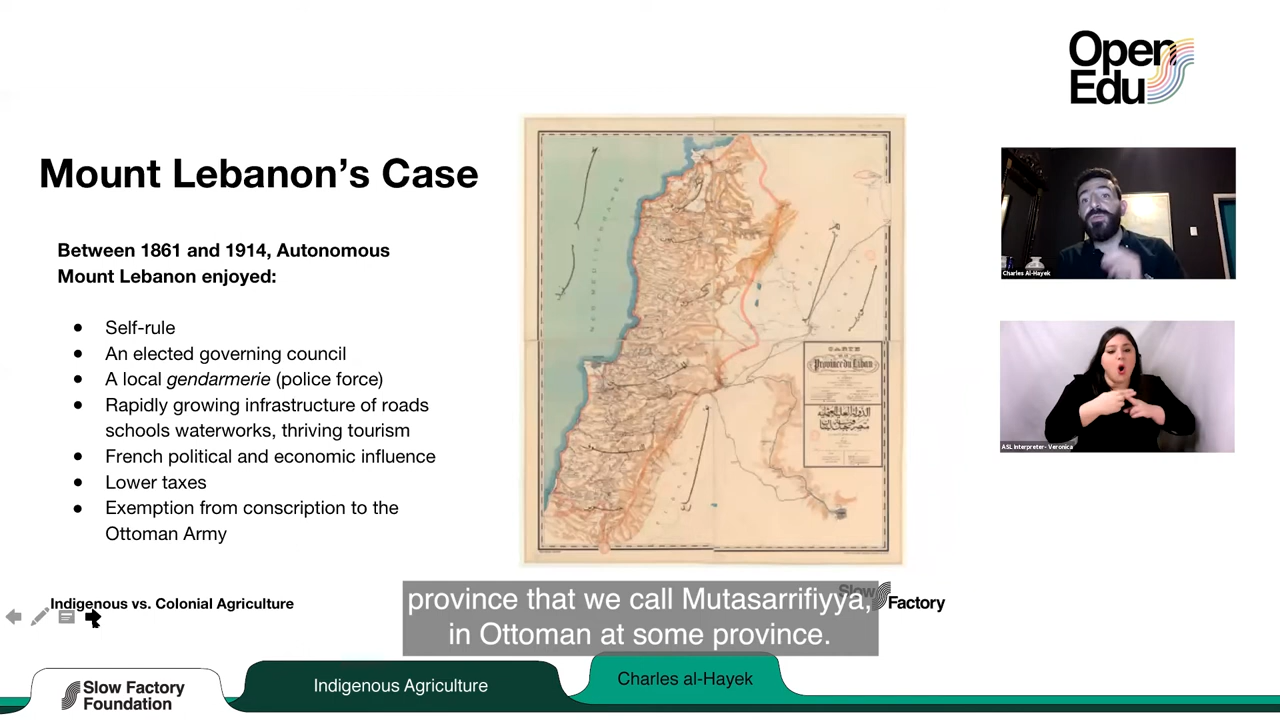 Open
Edu
Mount Lebanon's Case
Between 1861 and 1914, Autonomous
Mount Lebanon enjoyed:
● Self-rule
● An elected governing council
● A local gendarmerie (police force)
● Rapidly growing infrastructure of roads
schools waterworks, thriving tourism
● French political and economic influence
● Lower taxes
● Exemption from conscription to the
Ottoman Army
CARTE
Province du Liban
Charles Al-Hayek
ASL Interpreter- Veronica
Indigenous vs. Colonial Agriculture
Slow
Factory
province that we call Mutasarrifiyya,
in Ottoman at some province.
Slow Factory
Foundation
Indigenous Agriculture
Charles al-Hayek